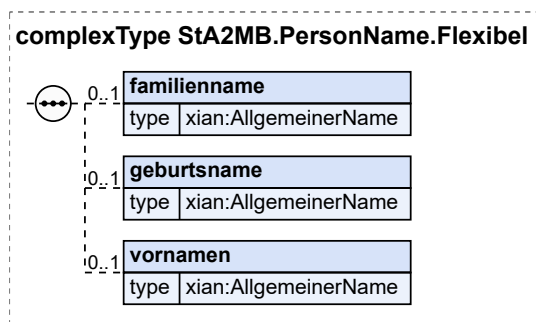 complexType StA2MB.PersonName.Flexibel
0..1 familienname
type xian:AllgemeinerName
0..1 geburtsname
type xian:AllgemeinerName
0..1 vornamen
type xian:AllgemeinerName